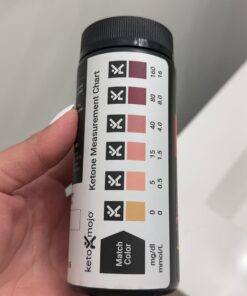 keto mojo®
Ketone Measurement Chart
Match
Color
0 5 15 40 80 160
0 0.5 1.5 4.0 8.0 16
mg/dl
mmol/L